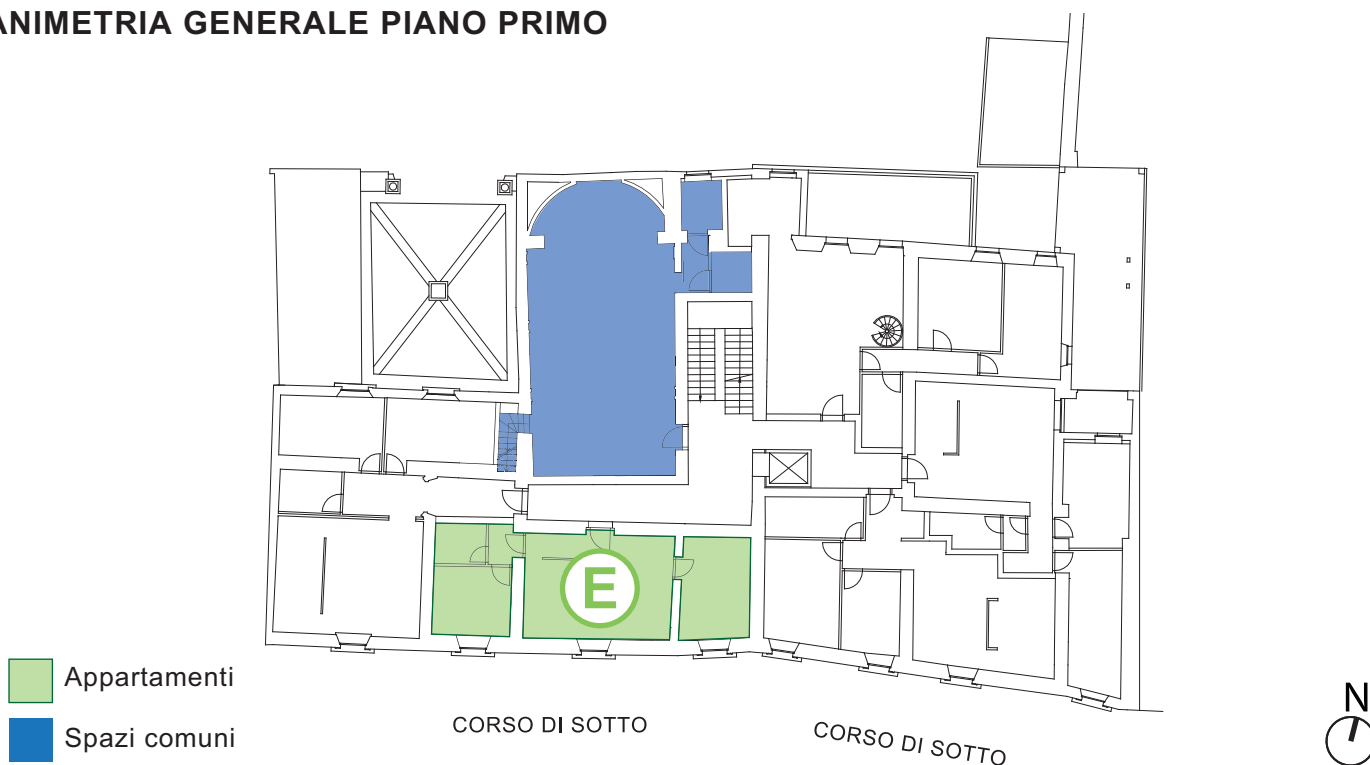 ANIMETRIA GENERALE PIANO PRIMO
E
Appartamenti
Spazi comuni
CORSO DI SOTTO
CORSO DI SOTTO
N